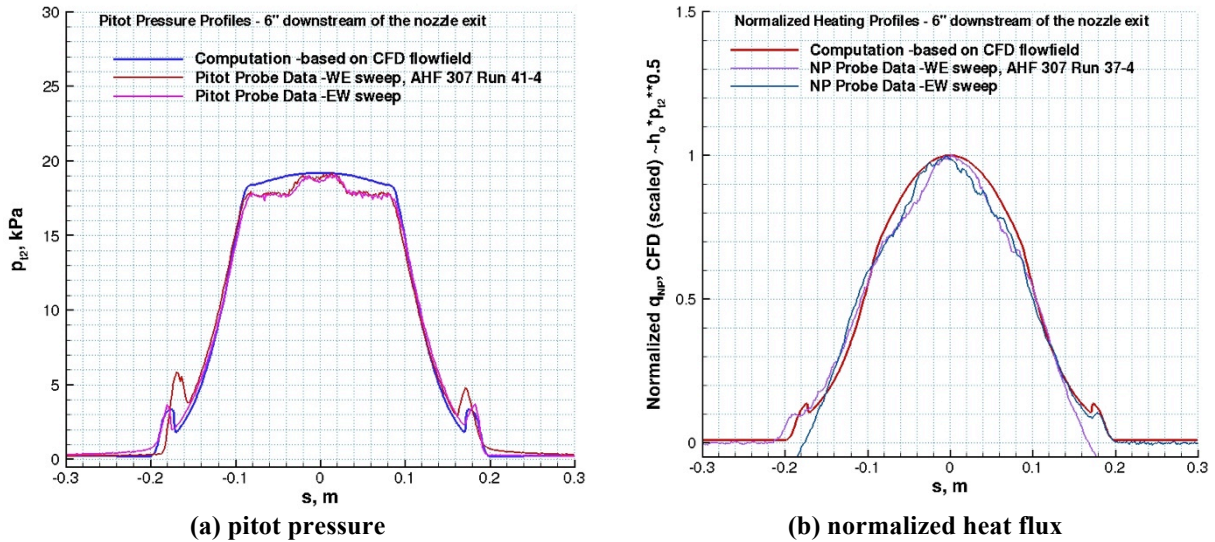 Pitot Pressure Profiles - 6" downstream of the nozzle exit
Computation -based on CFD flowfield
Pitot Probe Data -WE sweep, AHF 307 Run 41-4
Pitot Probe Data -EW sweep
30
25
20
15
10
5
0
pt2, kPa
-0.3
-0.2
-0.1
0
0.1
0.2
0.3
s, m
(a) pitot pressure
Normalized Heating Profiles - 6" downstream of the nozzle exit
Computation -based on CFD flowfield
NP Probe Data -WE sweep, AHF 307 Run 37-4
NP Probe Data -EW sweep
1.5
1
0.5
0
Normalized qNP, CFD (scaled) ~ho*pt2**0.5
-0.3
-0.2
-0.1
0
0.1
0.2
0.3
s, m
(b) normalized heat flux